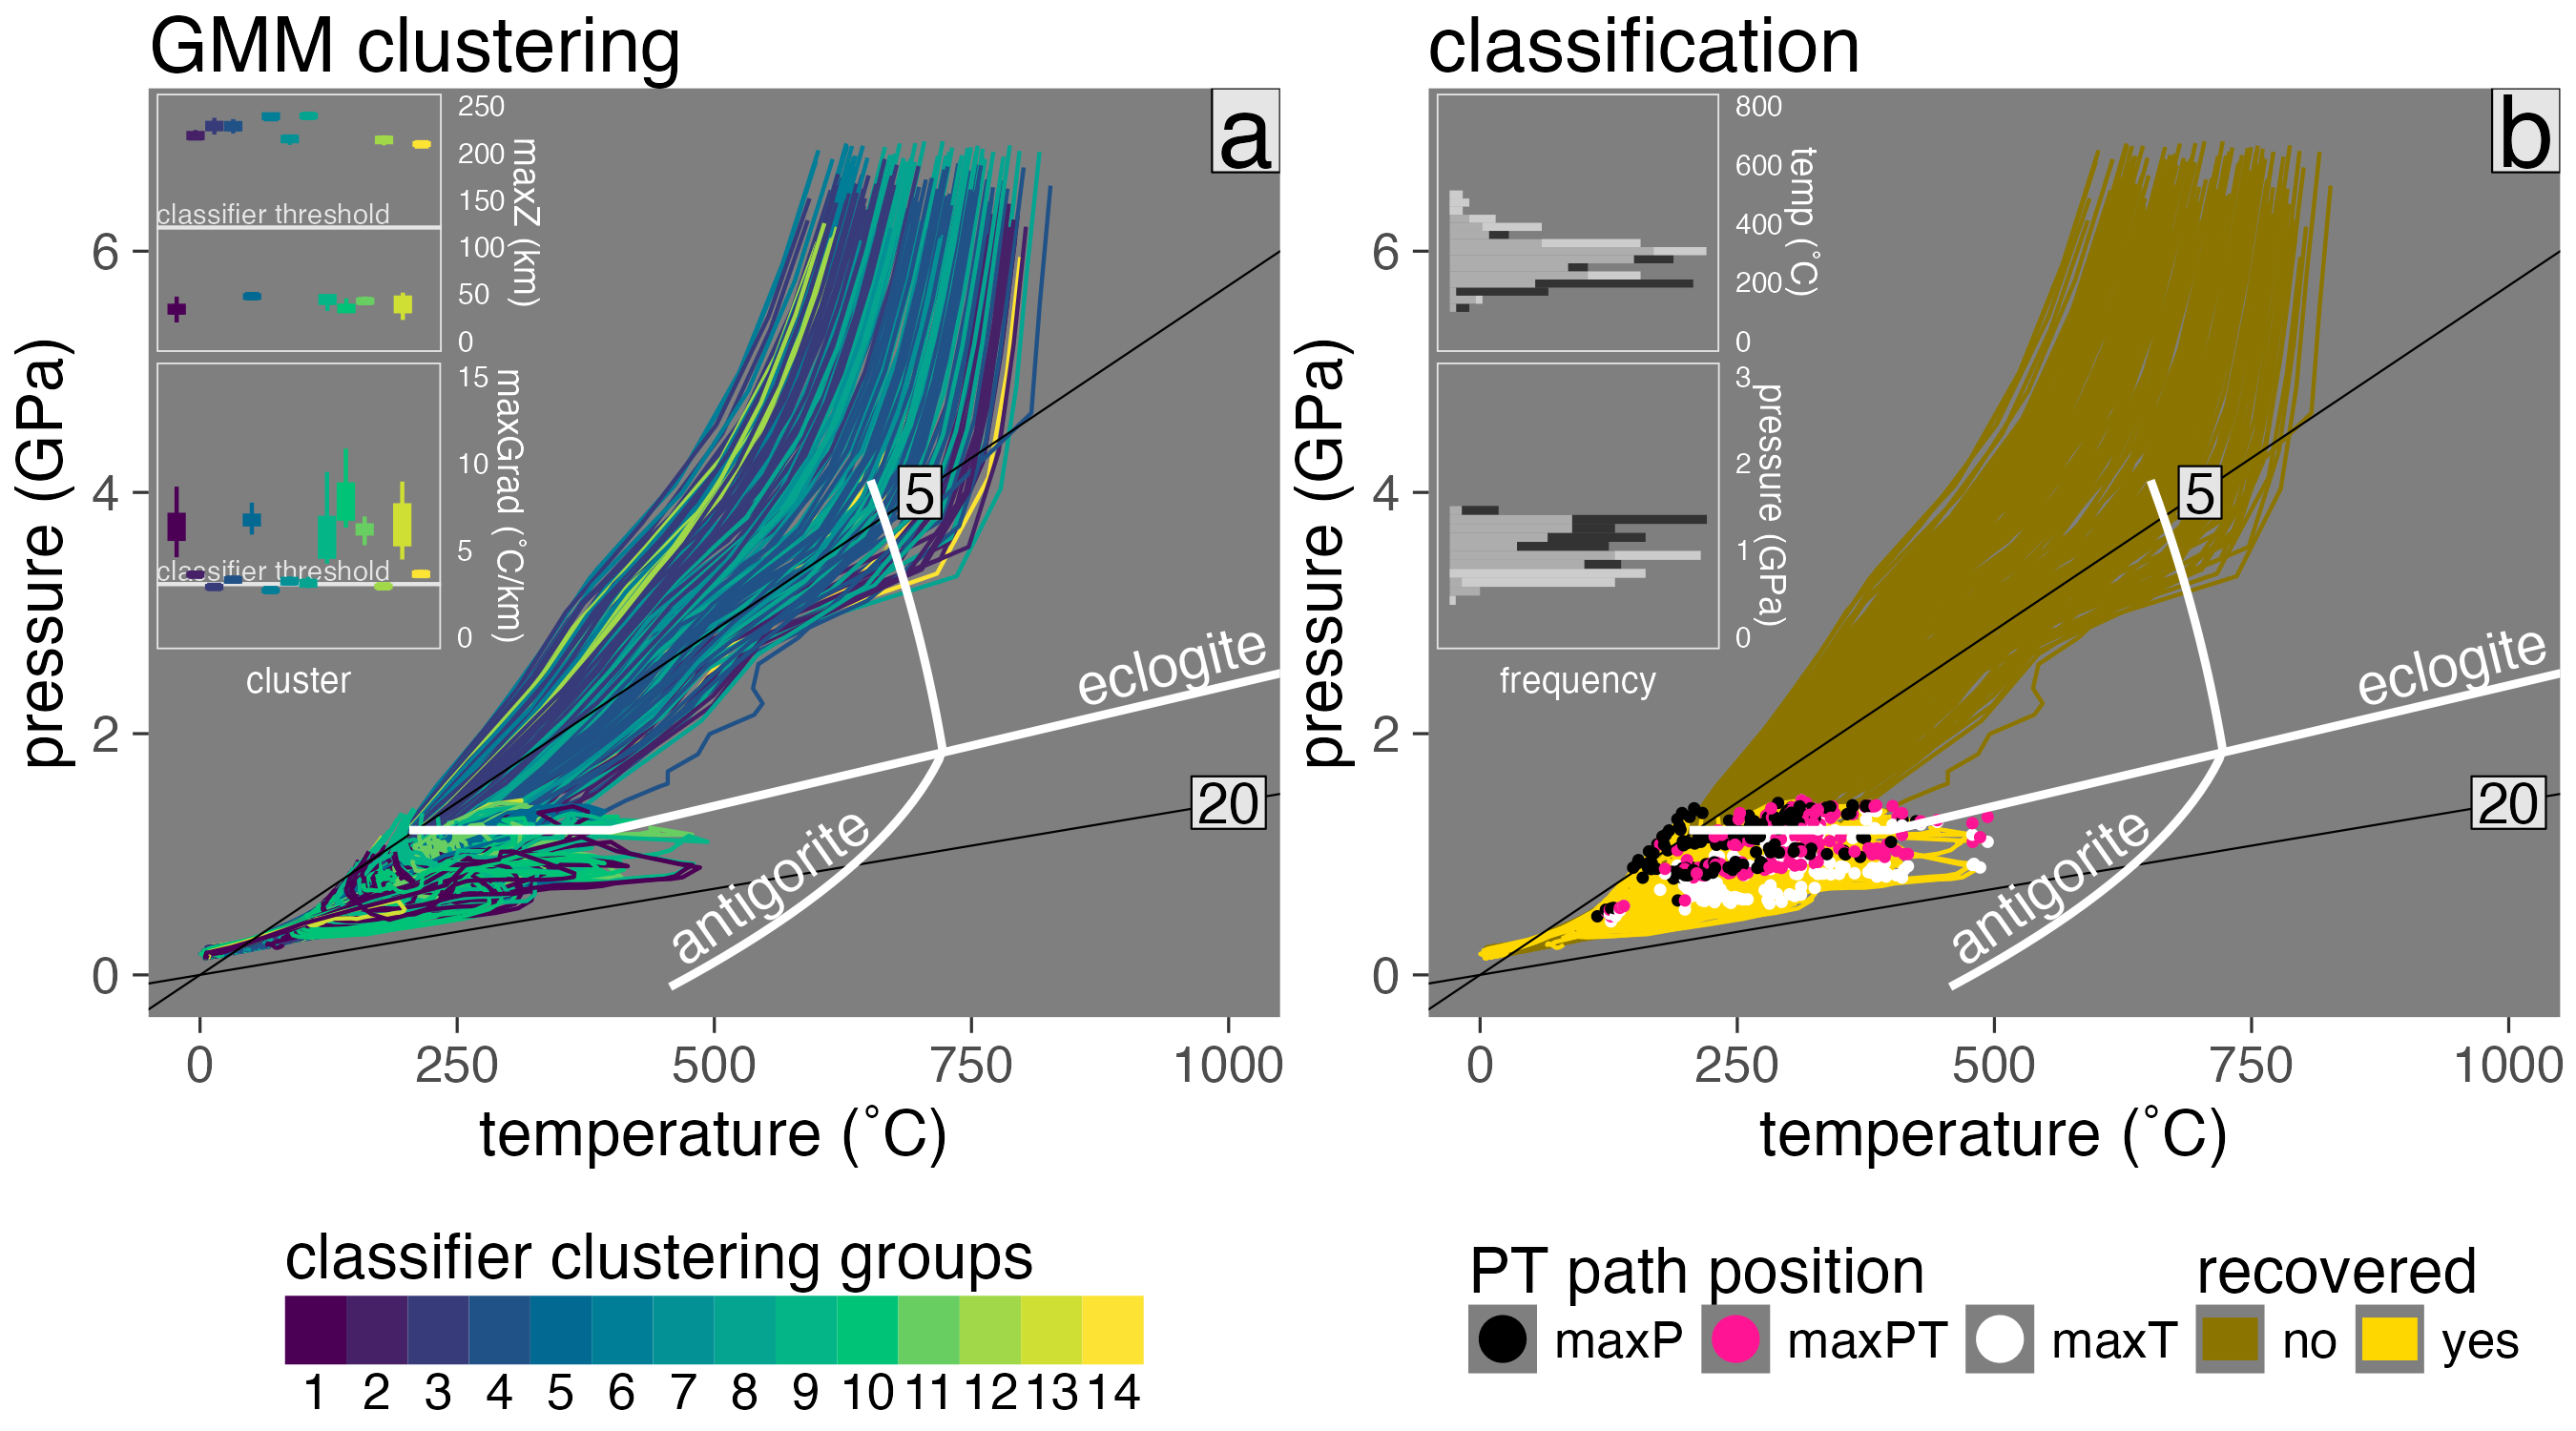 GMM clustering
a
250
200
150
100
50
0
maxZ (km)
classifier threshold
15
10
5
0
maxGrad (˚C/km)
classifier threshold
cluster
5
20
eclogite
antigorite
6
4
2
0
pressure (GPa)
0 250 500 750 1000
temperature (˚C)
classifier clustering groups
1 2 3 4 5 6 7 8 9 10 11 12 13 14
classification
b
800
600
400
200
0
temp (˚C)
3
2
1
0
pressure (GPa)
frequency
5
20
eclogite
antigorite
6
4
2
0
pressure (GPa)
0 250 500 750 1000
temperature (˚C)
PT path position
maxP maxPT maxT
recovered
no yes